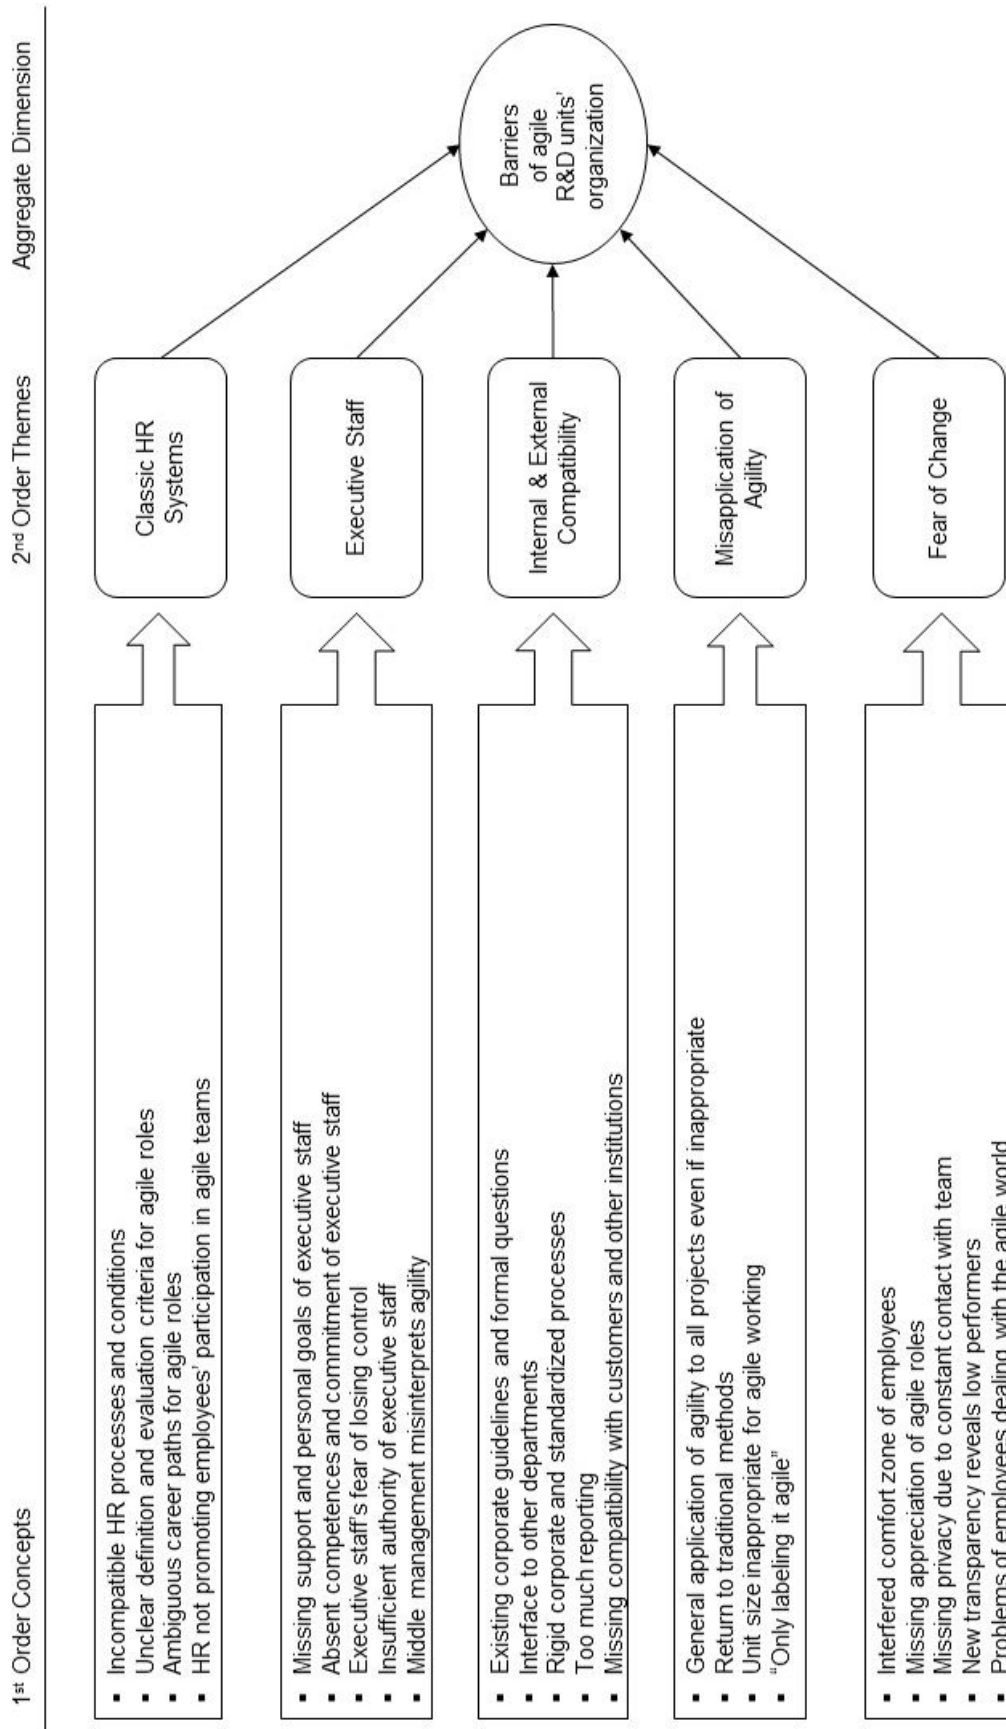 1st Order Concepts
2nd Order Themes
Aggregate Dimension
▪ Incompatible HR processes and conditions
▪ Unclear definition and evaluation criteria for agile roles
▪ Ambiguous career paths for agile roles
▪ HR not promoting employees' participation in agile teams
Classic HR
Systems
▪ Missing support and personal goals of executive staff
▪ Absent competences and commitment of executive staff
▪ Executive staff's fear of losing control
▪ Insufficient authority of executive staff
▪ Middle management misinterprets agility
Executive Staff
▪ Existing corporate guidelines and formal questions
▪ Interface to other departments
▪ Rigid corporate and standardized processes
▪ Too much reporting
▪ Missing compatibility with customers and other institutions
Internal & External
Compatibility
▪ General application of agility to all projects even if inappropriate
▪ Return to traditional methods
▪ Unit size inappropriate for agile working
▪ “Only labeling it agile”
Misapplication of
Agility
▪ Interfered comfort zone of employees
▪ Missing appreciation of agile roles
▪ Missing privacy due to constant contact with team
▪ New transparency reveals low performers
▪ Problems of employees dealing with the agile world
Fear of Change
Barriers
of agile
R&D units'
organization